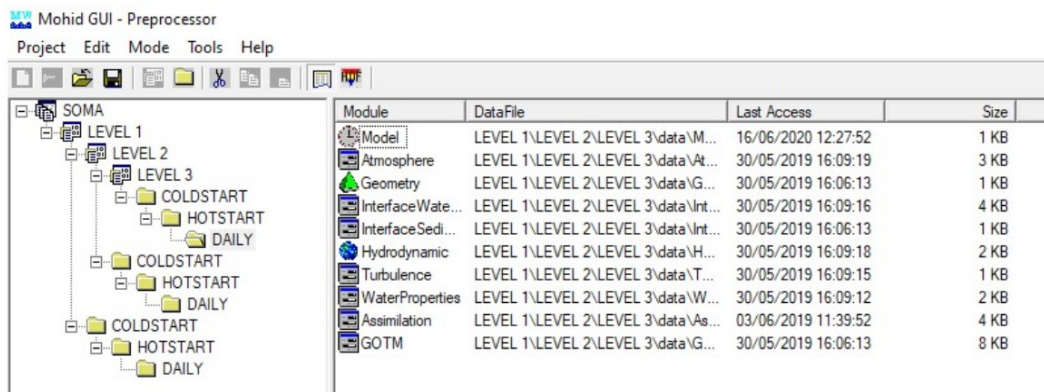 Mohid GUI - Preprocessor
Project Edit Mode Tools Help
SOMA
LEVEL 1
LEVEL 2
LEVEL 3
COLDSTART
HOTSTART
DAILY
COLDSTART
HOTSTART
DAILY
COLDSTART
HOTSTART
DAILY
Module DataFile Last Access Size
Model LEVEL 1\LEVEL 2\LEVEL 3\data\M... 16/06/2020 12:27:52 1 KB
Atmosphere LEVEL 1\LEVEL 2\LEVEL 3\data\At... 30/05/2019 16:09:19 3 KB
Geometry LEVEL 1\LEVEL 2\LEVEL 3\data\G... 30/05/2019 16:06:13 1 KB
InterfaceWate... LEVEL 1\LEVEL 2\LEVEL 3\data\Int... 30/05/2019 16:09:16 4 KB
InterfaceSedi... LEVEL 1\LEVEL 2\LEVEL 3\data\Int... 30/05/2019 16:06:13 1 KB
Hydrodynamic LEVEL 1\LEVEL 2\LEVEL 3\data\H... 30/05/2019 16:09:18 2 KB
Turbulence LEVEL 1\LEVEL 2\LEVEL 3\data\T... 30/05/2019 16:09:15 1 KB
WaterProperties LEVEL 1\LEVEL 2\LEVEL 3\data\W... 30/05/2019 16:09:12 2 KB
Assimilation LEVEL 1\LEVEL 2\LEVEL 3\data\As... 03/06/2019 11:39:52 4 KB
GOTM LEVEL 1\LEVEL 2\LEVEL 3\data\G... 30/05/2019 16:06:13 8 KB